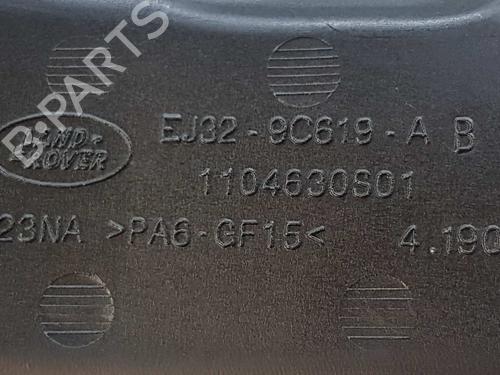 B-PARTS
LAND-
ROVER
EJ32-9C619-A B
1104630S01
23NA >PA6-GF15< 4.190